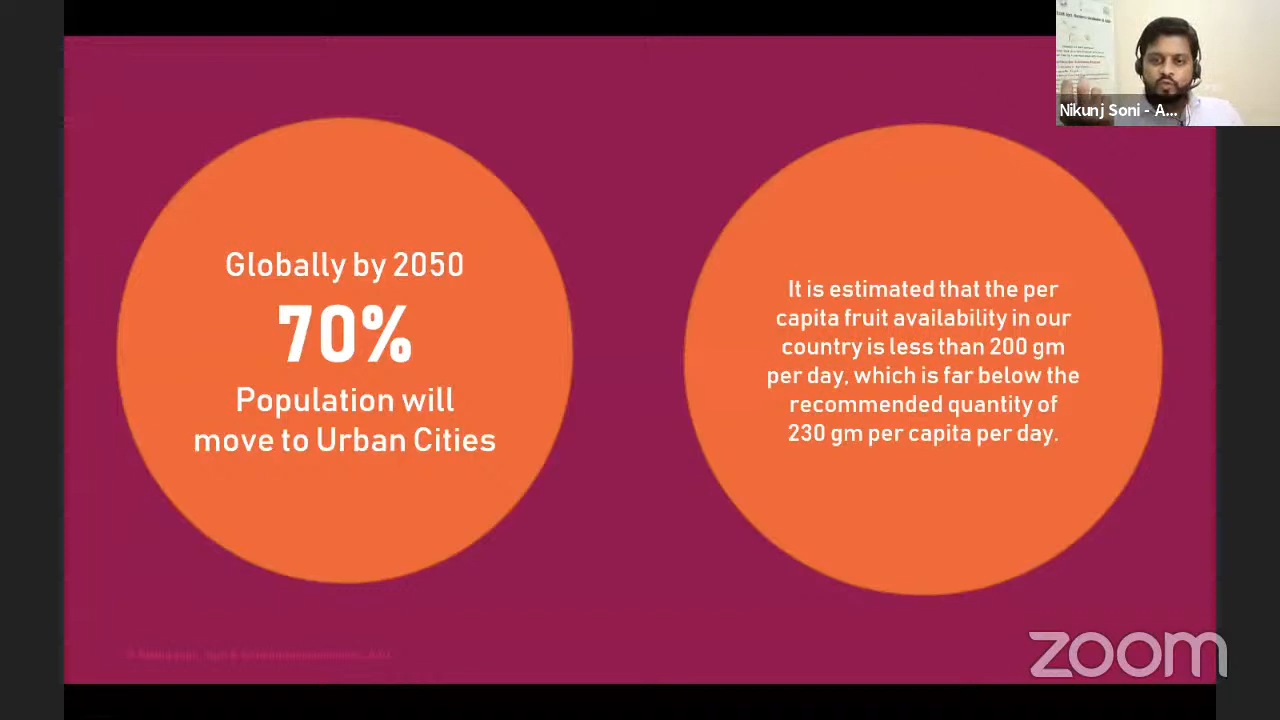 Globally by 2050
70%
Population will
move to Urban Cities
It is estimated that the per
capita fruit availability in our
country is less than 200 gm
per day, which is far below the
recommended quantity of
230 gm per capita per day.
Nikunj Soni - A...
zoom